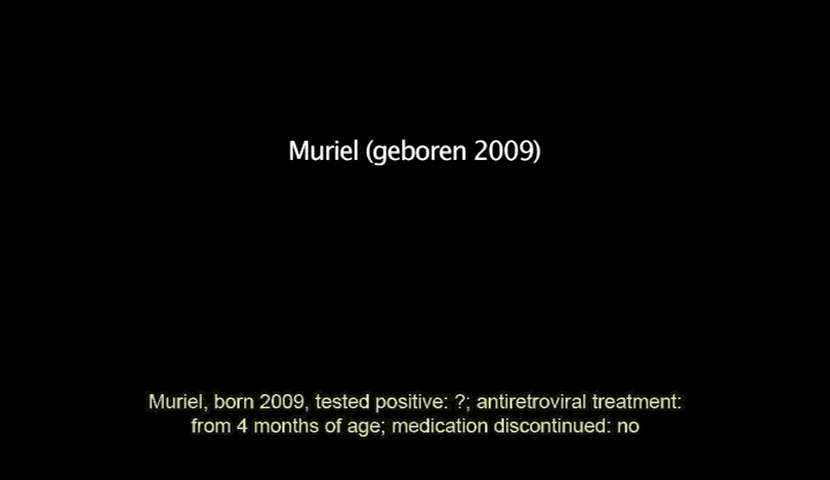 Muriel (geboren 2009)
Muriel, born 2009, tested positive: ?; antiretroviral treatment:
from 4 months of age; medication discontinued: no